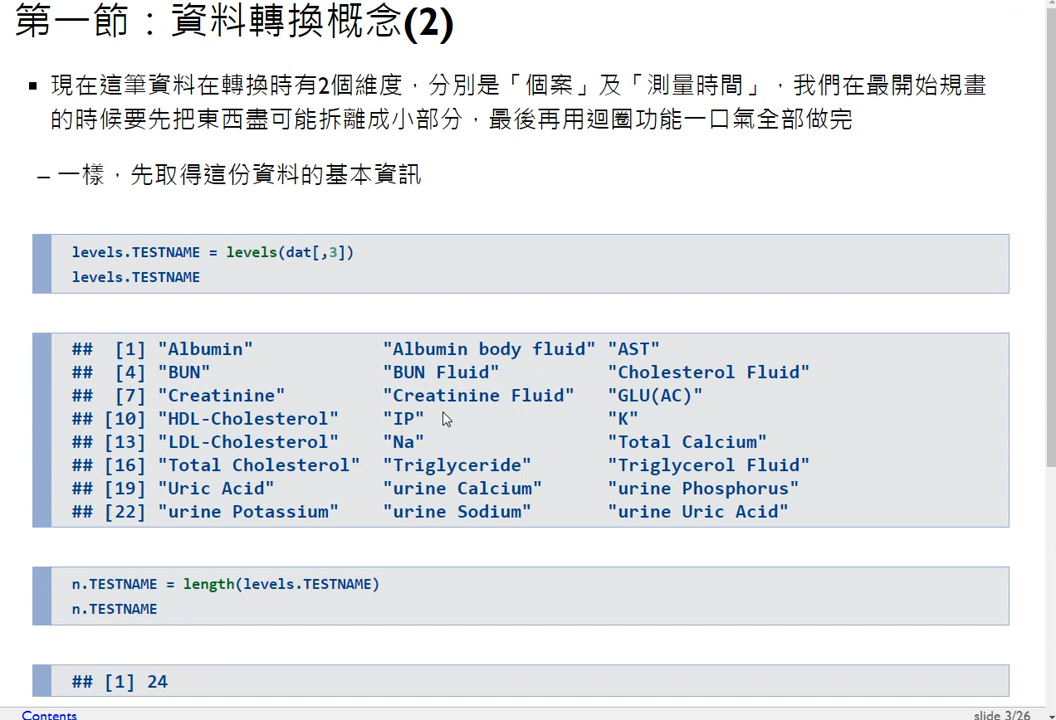 第一節：資料轉換概念(2)
▪ 現在這筆資料在轉換時有2個維度，分別是「個案」及「測量時間」，我們在最開始規畫
的時候要先把東西盡可能拆離成小部分，最後再用迴圈功能一口氣全部做完
– 一樣，先取得這份資料的基本資訊
levels.TESTNAME = levels(dat[,3])
levels.TESTNAME
##  [1] "Albumin"            "Albumin body fluid" "AST"
##  [4] "BUN"                "BUN Fluid"          "Cholesterol Fluid"
##  [7] "Creatinine"         "Creatinine Fluid"   "GLU(AC)"
## [10] "HDL-Cholesterol"    "IP"                 "K"
## [13] "LDL-Cholesterol"    "Na"                 "Total Calcium"
## [16] "Total Cholesterol"  "Triglyceride"       "Triglycerol Fluid"
## [19] "Uric Acid"          "urine Calcium"      "urine Phosphorus"
## [22] "urine Potassium"    "urine Sodium"       "urine Uric Acid"
n.TESTNAME = length(levels.TESTNAME)
n.TESTNAME
## [1] 24
Contents
slide 3/26